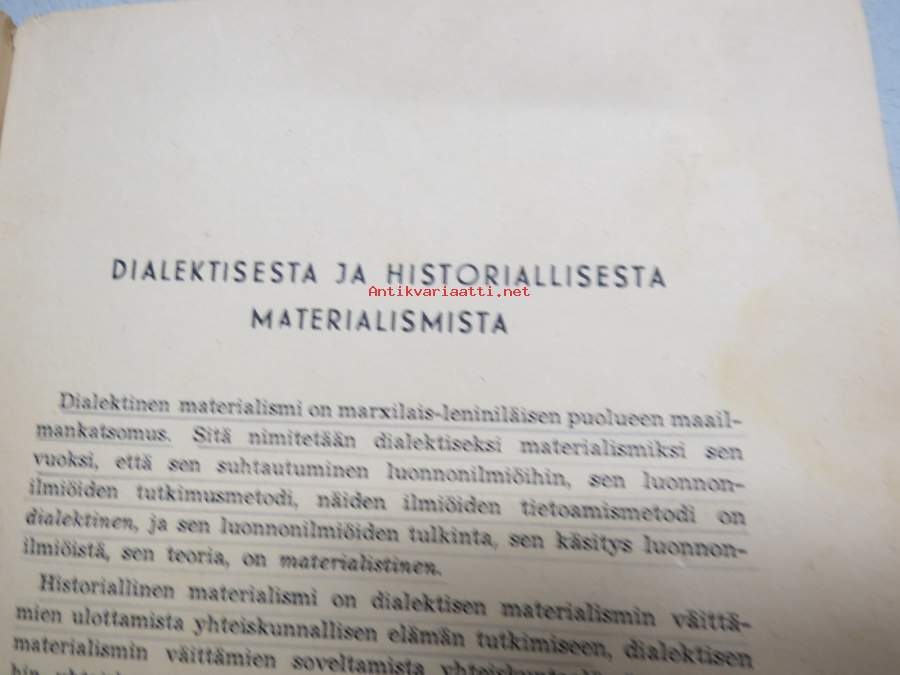 DIALEKTISESTA JA HISTORIALLISESTA
Antikvariaatti.net
MATERIALISMISTA
Dialektinen materialismi on marxilais-leniniläisen puolueen maail-
mankatsomus. Sitä nimitetään dialektiseksi materialismiksi sen
vuoksi, että sen suhtautuminen luonnonilmiöihin, sen luonnon-
ilmiöiden tutkimusmetodi, näiden ilmiöiden tietoamismetodi on
dialektinen, ja sen luonnonilmiöiden tulkinta, sen käsitys luonnon-
ilmiöistä, sen teoria, on materialistinen.
Historiallinen materialismi on dialektisen materialismin väittä-
mien ulottamista yhteiskunnallisen elämän tutkimiseen, dialektisen
materialismin väittämien soveltamista